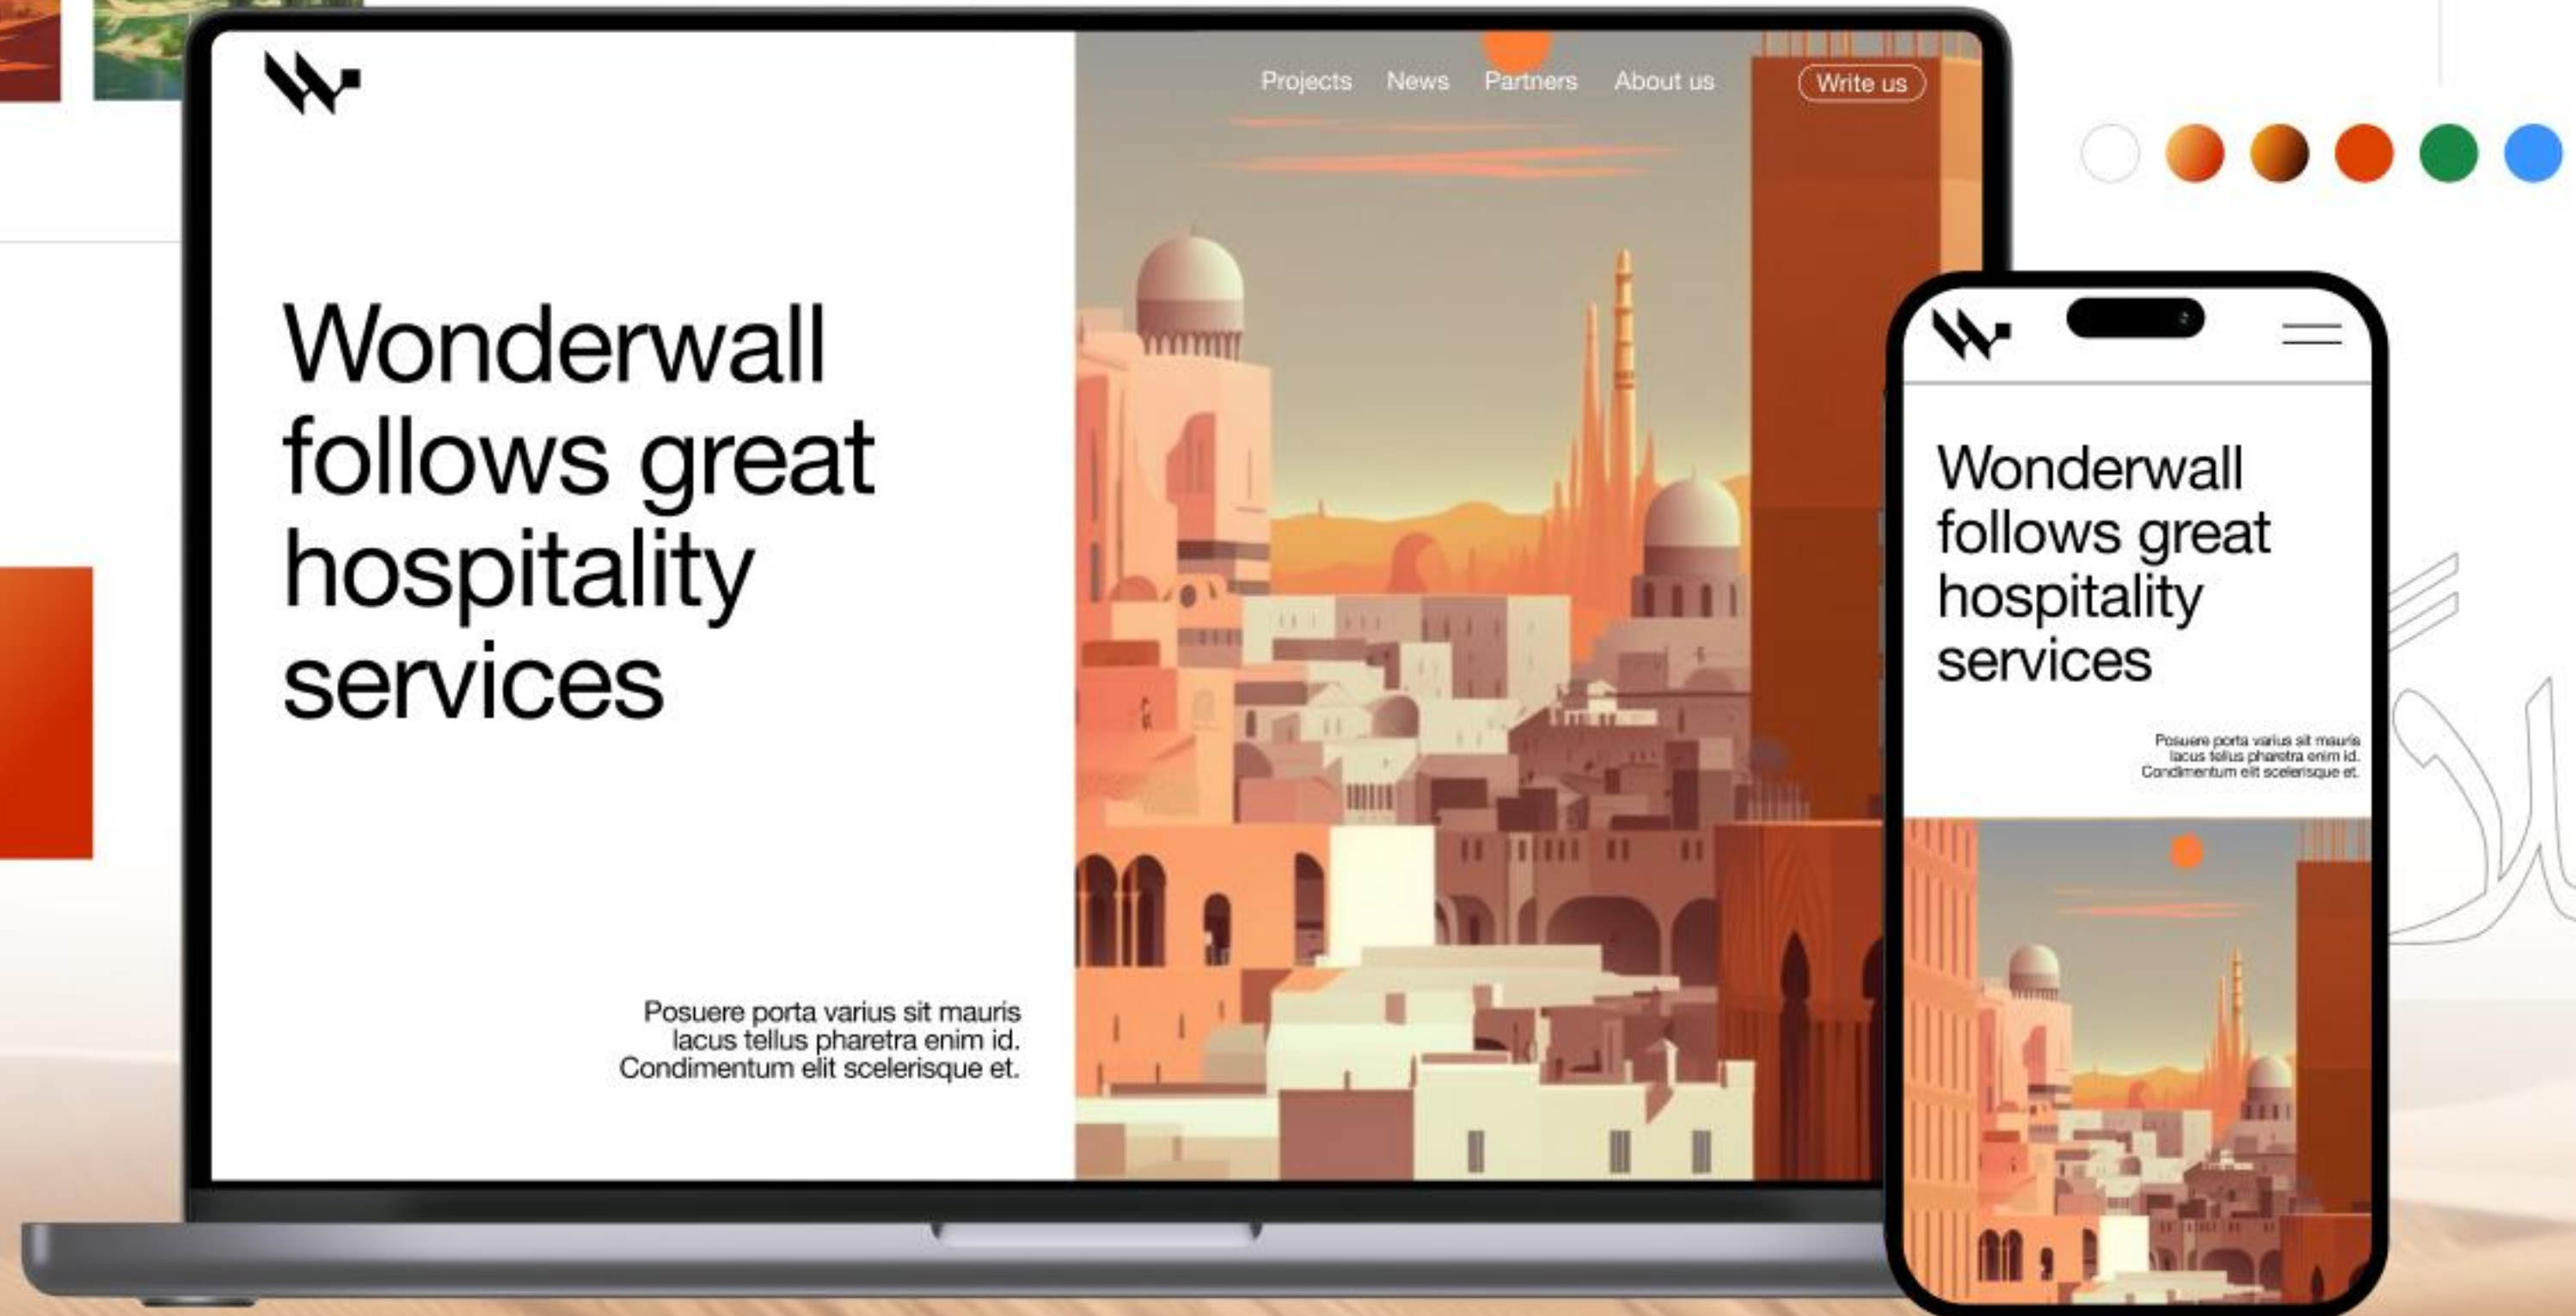 Projects News Partners About us Write us
Wonderwall
follows great
hospitality
services
Posuere porta varius sit mauris
lacus tellus pharetra enim id.
Condimentum elit scelerisque et.
Wonderwall
follows great
hospitality
services
Posuere porta varius sit mauris
lacus tellus pharetra enim id.
Condimentum elit scelerisque et.